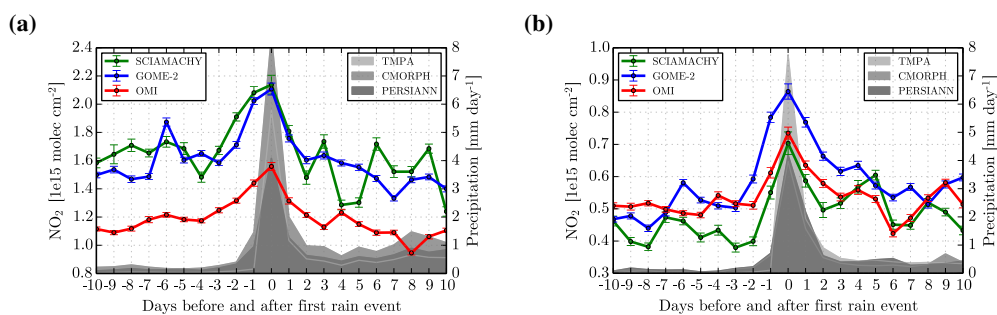 (a)
2.4
2.2
2.0
1.8
1.6
1.4
1.2
1.0
0.8
NO₂ [1e15 molec cm⁻²]
SCIAMACHY
GOME-2
OMI
TMPA
CMORPH
PERSIANN
8
7
6
5
4
3
2
1
0
Precipitation [mm day⁻¹]
-10 -9 -8 -7 -6 -5 -4 -3 -2 -1 0 1 2 3 4 5 6 7 8 9 10
Days before and after first rain event
(b)
1.0
0.9
0.8
0.7
0.6
0.5
0.4
0.3
NO₂ [1e15 molec cm⁻²]
SCIAMACHY
GOME-2
OMI
TMPA
CMORPH
PERSIANN
8
7
6
5
4
3
2
1
0
Precipitation [mm day⁻¹]
-10 -9 -8 -7 -6 -5 -4 -3 -2 -1 0 1 2 3 4 5 6 7 8 9 10
Days before and after first rain event